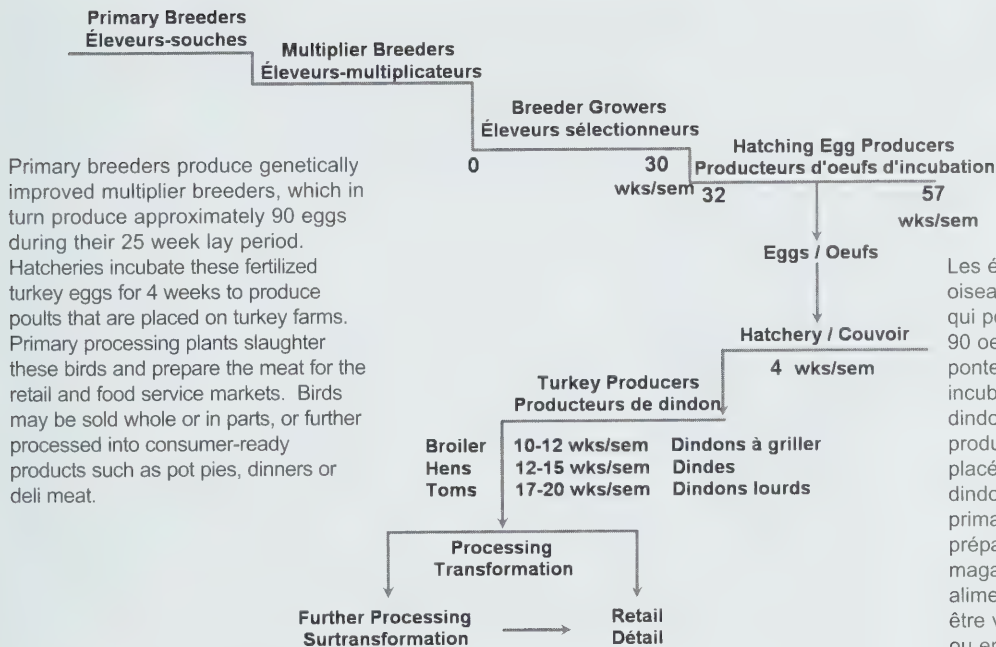 Primary Breeders
Éleveurs-souches
Multiplier Breeders
Éleveurs-multiplicateurs
Breeder Growers
Éleveurs sélectionneurs
0 30
wks/sem
Hatching Egg Producers
Producteurs d'oeufs d'incubation
32 57
wks/sem
Eggs / Oeufs
Hatchery / Couvoir
4 wks/sem
Turkey Producers
Producteurs de dindon
Broiler 10-12 wks/sem Dindons à griller
Hens 12-15 wks/sem Dindes
Toms 17-20 wks/sem Dindons lourds
Processing
Transformation
Further Processing
Surtransformation
Retail
Détail
Primary breeders produce genetically
improved multiplier breeders, which in
turn produce approximately 90 eggs
during their 25 week lay period.
Hatcheries incubate these fertilized
turkey eggs for 4 weeks to produce
poults that are placed on turkey farms.
Primary processing plants slaughter
these birds and prepare the meat for the
retail and food service markets. Birds
may be sold whole or in parts, or further
processed into consumer-ready
products such as pot pies, dinners or
deli meat.
Les é
oisea
qui p
90 oe
ponte
incub
dindo
produ
placé
dindo
prima
prépa
maga
alime
être v
ou e